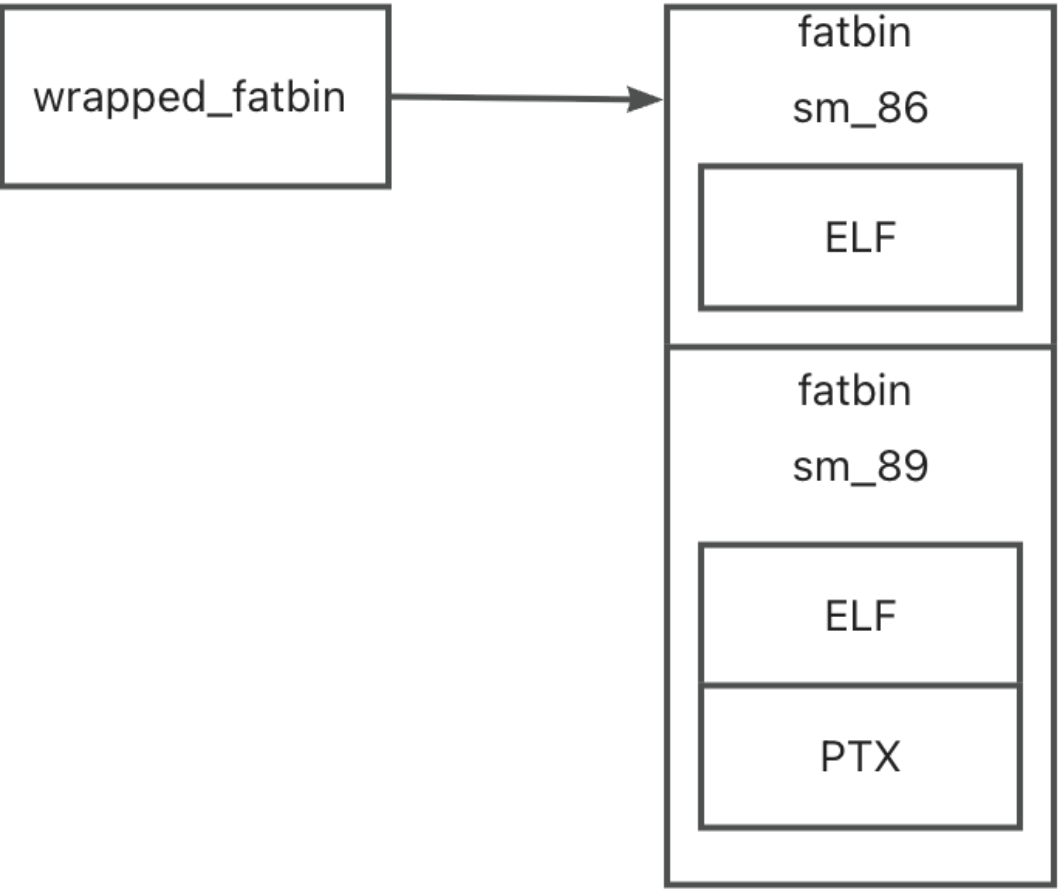 wrapped_fatbin
fatbin
sm_86
ELF
fatbin
sm_89
ELF
PTX